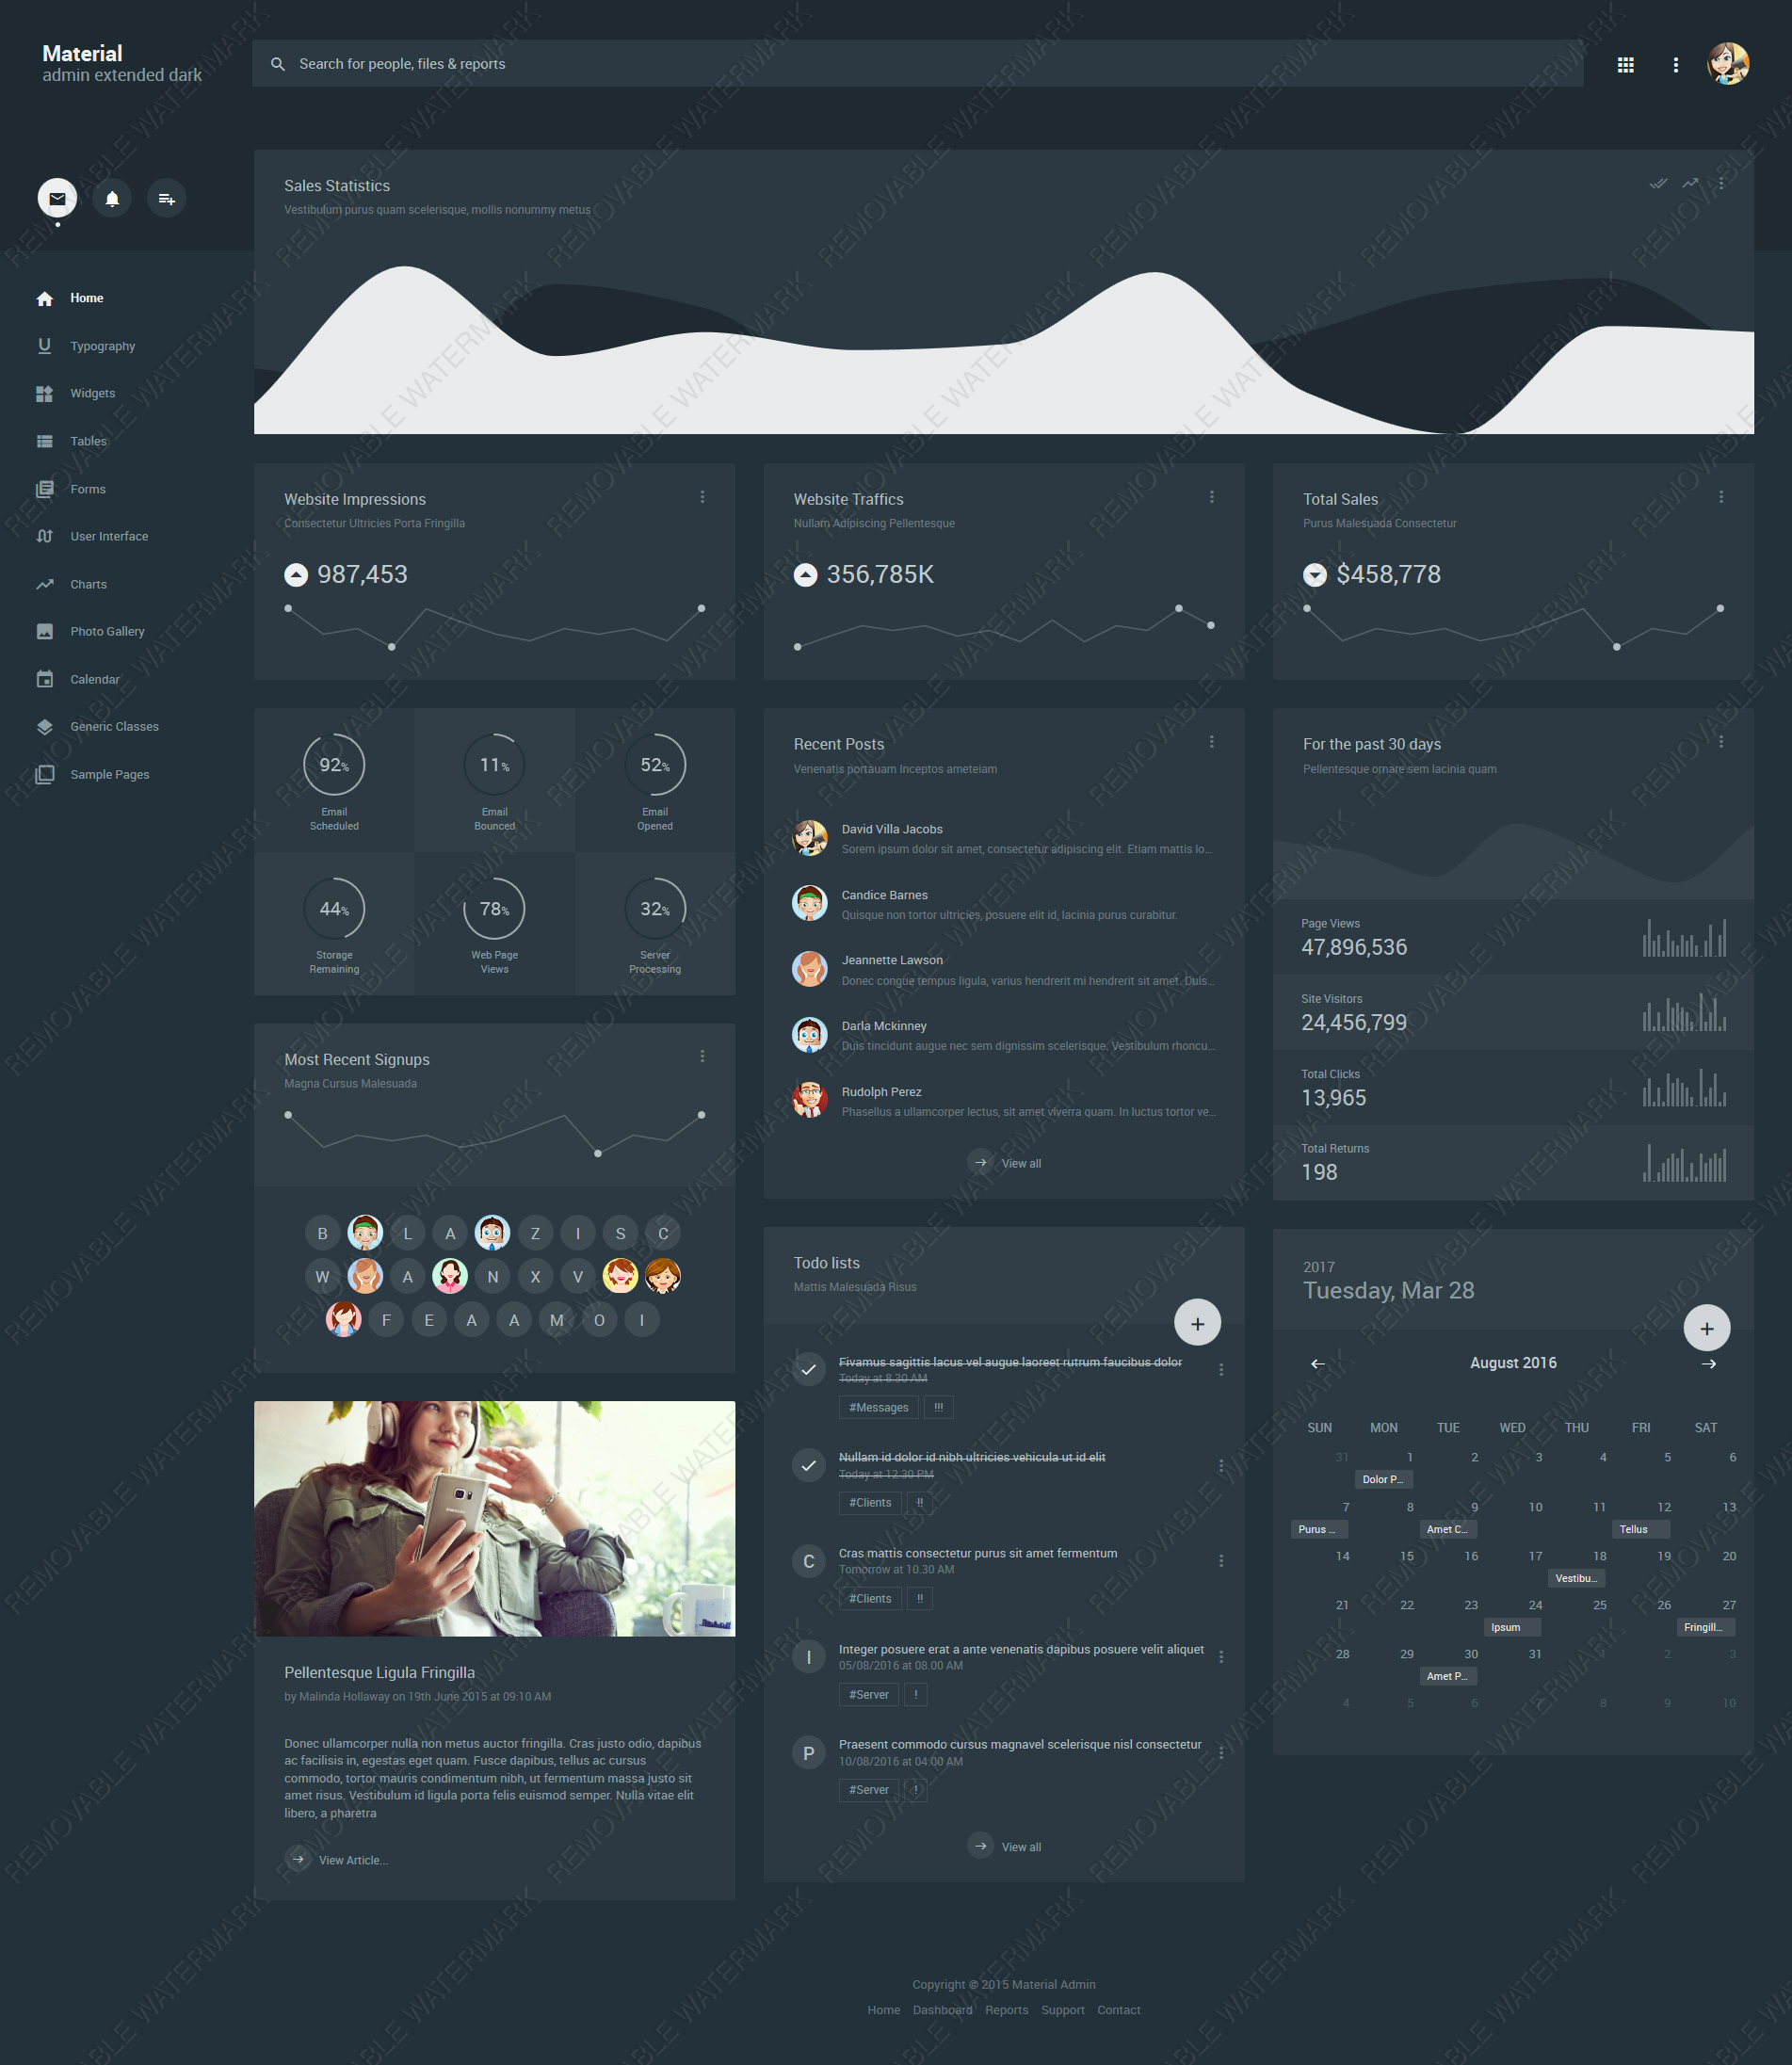 Material
admin extended dark
Search for people, files & reports
Home
Typography
Widgets
Tables
Forms
User Interface
Charts
Photo Gallery
Calendar
Generic Classes
Sample Pages
Sales Statistics
Vestibulum purus quam scelerisque, mollis nonummy metus
Website Impressions
Consectetur Ultricies Porta Fringilla
987,453
Website Traffics
Nullam Adipiscing Pellentesque
356,785K
Total Sales
Purus Malesuada Consectetur
$458,778
92%
Email
Scheduled
11%
Email
Bounced
52%
Email
Opened
44%
Storage
Remaining
78%
Web Page
Views
32%
Server
Processing
Most Recent Signups
Magna Cursus Malesuada
B L A Z I S C
W A N X V
F E A A M O I
Pellentesque Ligula Fringilla
by Malinda Hollaway on 19th June 2015 at 09:10 AM
Donec ullamcorper nulla non metus auctor fringilla. Cras justo odio, dapibus
ac facilisis in, egestas eget quam. Fusce dapibus, tellus ac cursus
commodo, tortor mauris condimentum nibh, ut fermentum massa justo sit
amet risus. Vestibulum id ligula porta felis euismod semper. Nulla vitae elit
libero, a pharetra
View Article...
Recent Posts
Venenatis portauam Inceptos ameteiam
David Villa Jacobs
Sorem ipsum dolor sit amet, consectetur adipiscing elit. Etiam mattis lo...
Candice Barnes
Quisque non tortor ultricies, posuere elit id, lacinia purus curabitur.
Jeannette Lawson
Donec congue tempus ligula, varius hendrerit mi hendrerit sit amet. Duis...
Darla Mckinney
Duis tincidunt augue nec sem dignissim scelerisque. Vestibulum rhoncu...
Rudolph Perez
Phasellus a ullamcorper lectus, sit amet viverra quam. In luctus tortor ve...
View all
Todo lists
Mattis Malesuada Risus
+
Fivamus sagittis lacus vel augue laoreet rutrum faucibus dolor
Today at 8.30 AM
#Messages !!!
Nullam id dolor id nibh ultricies vehicula ut id elit
Today at 12.30 PM
#Clients !!
C
Cras mattis consectetur purus sit amet fermentum
Tomorrow at 10.30 AM
#Clients !!
I
Integer posuere erat a ante venenatis dapibus posuere velit aliquet
05/08/2016 at 08.00 AM
#Server !
P
Praesent commodo cursus magnavel scelerisque nisl consectetur
10/08/2016 at 04.00 AM
#Server !
View all
For the past 30 days
Pellentesque ornare sem lacinia quam
Page Views
47,896,536
Site Visitors
24,456,799
Total Clicks
13,965
Total Returns
198
2017
Tuesday, Mar 28
+
August 2016
SUN MON TUE WED THU FRI SAT
31 1 2 3 4 5 6
Dolor P...
7 8 9 10 11 12 13
Purus ... Amet C... Tellus
14 15 16 17 18 19 20
Vestibu...
21 22 23 24 25 26 27
Ipsum Fringill...
28 29 30 31 1 2 3
Amet P...
4 5 6 7 8 9 10
Copyright © 2015 Material Admin
Home Dashboard Reports Support Contact
REMOVABLE WATERMARK